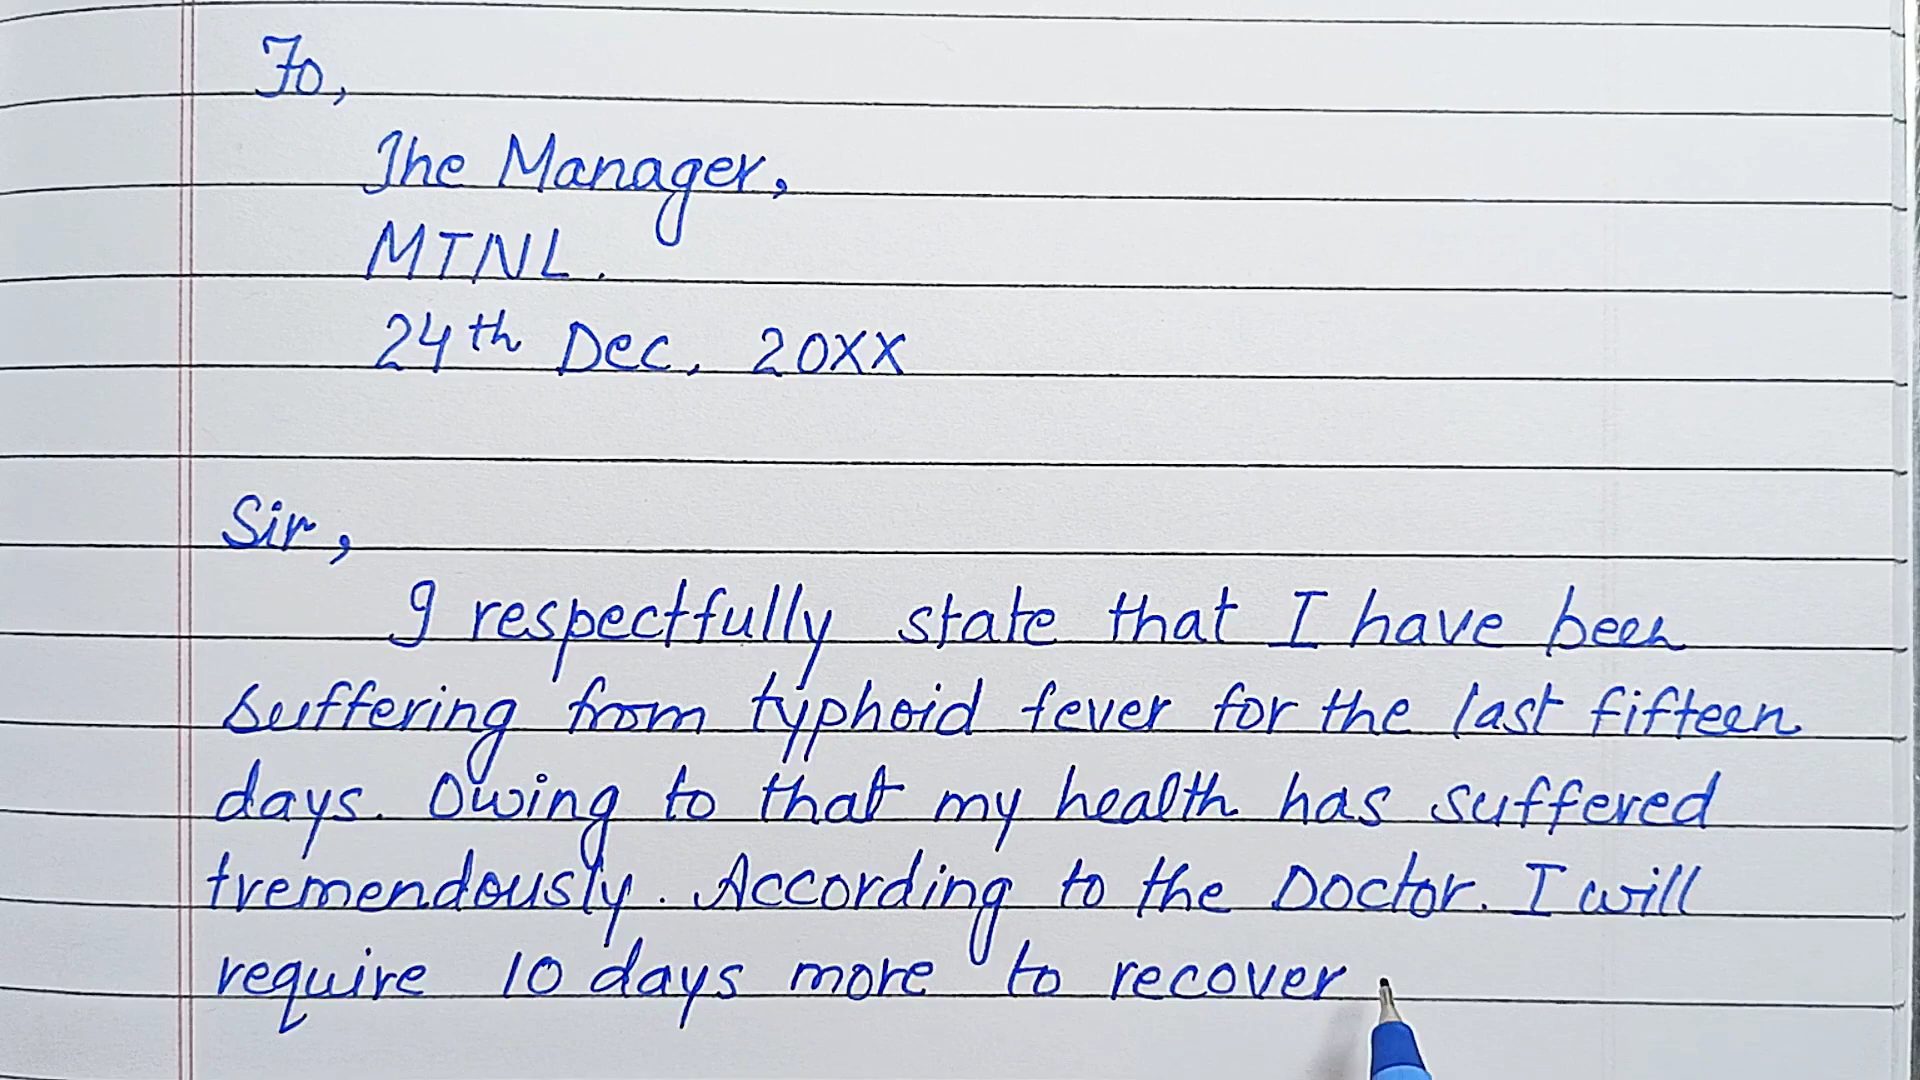 To,
The Manager,
MTNL.
24th Dec. 20XX
Sir,
I respectfully state that I have been
suffering from typhoid fever for the last fifteen
days. Owing to that my health has suffered
tremendously. According to the Doctor. I will
require 10 days more to recover